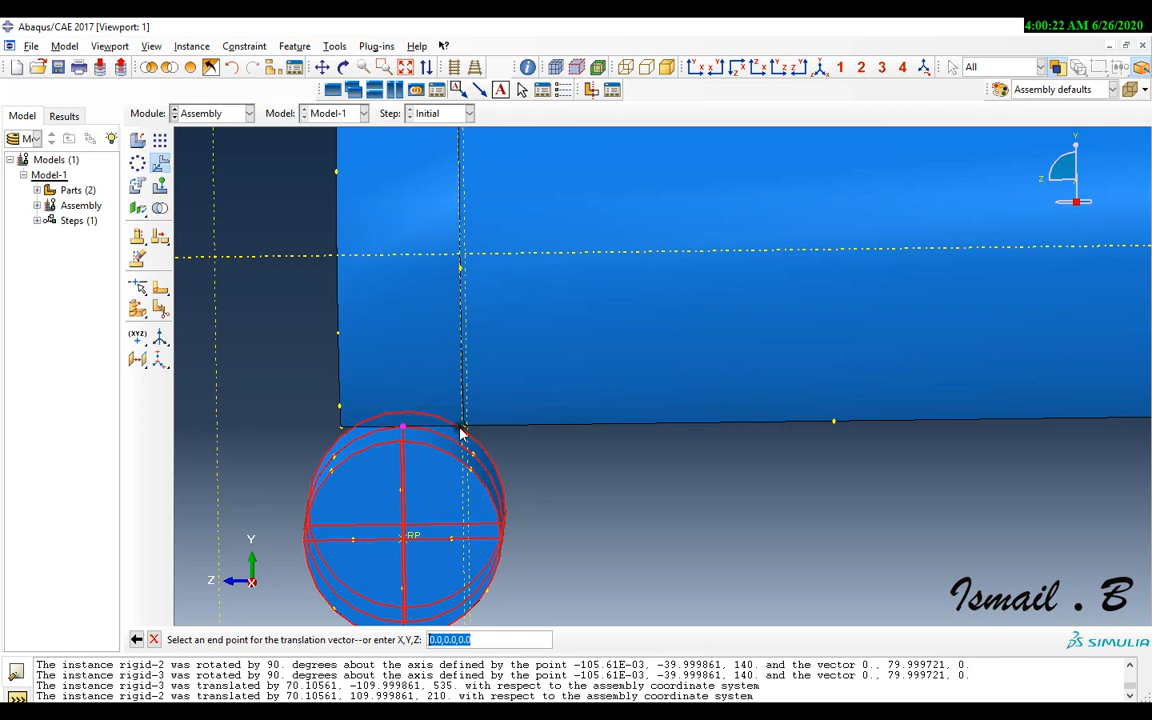 4:00:22 AM 6/26/2020
Abaqus/CAE 2017 [Viewport: 1]
File Model Viewport View Instance Constraint Feature Tools Plug-ins Help
1 2 3 4 All
A Assembly defaults
Model Results Module: Assembly Model: Model-1 Step: Initial
Models (1)
Model-1
Parts (2)
Assembly
Steps (1)
(XYZ)
Y
Z
RP
Y
Z
X
Ismail . B
Select an end point for the translation vector--or enter X,Y,Z: 0.0,0.0,0.0
SIMULIA
The instance rigid-2 was rotated by 90. degrees about the axis defined by the point -105.61E-03, -39.999861, 140. and the vector 0., 79.999721, 0.
The instance rigid-3 was rotated by 90. degrees about the axis defined by the point -105.61E-03, -39.999861, 140. and the vector 0., 79.999721, 0.
The instance rigid-3 was translated by 70.10561, -109.999861, 535. with respect to the assembly coordinate system
The instance rigid-2 was translated by 70.10561, 109.999861, 210. with respect to the assembly coordinate system